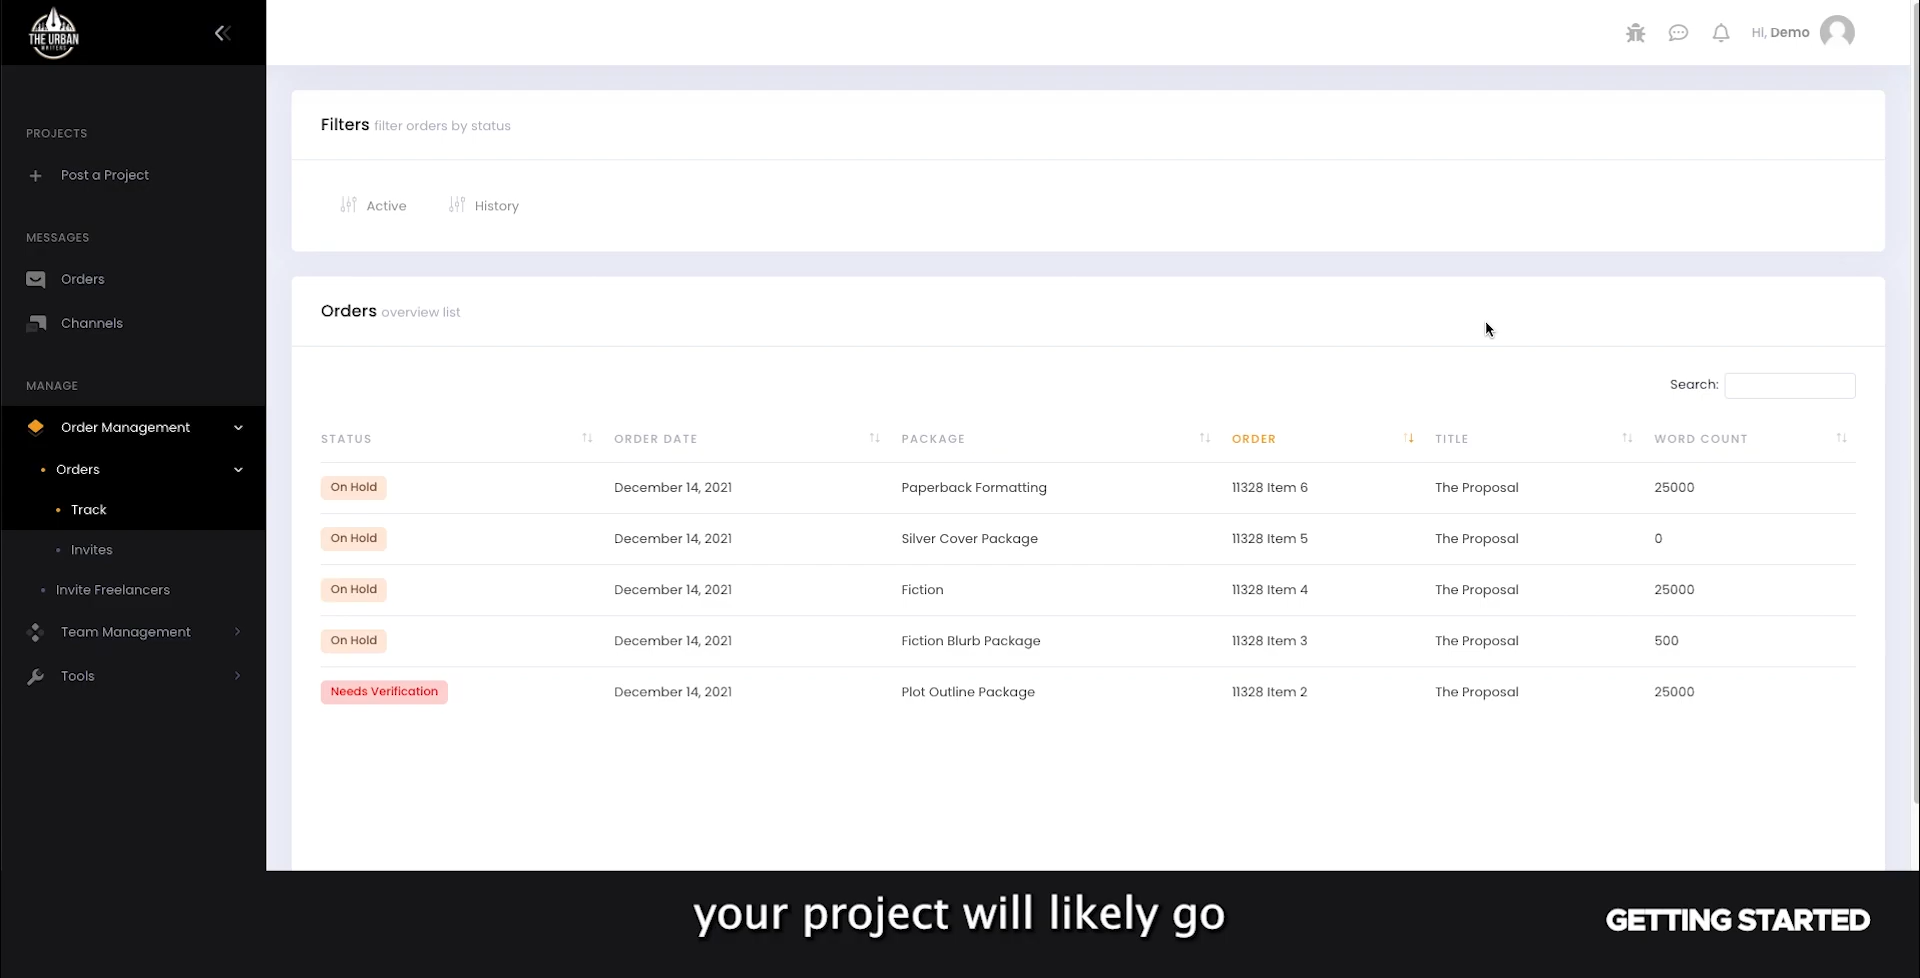 THE URBAN
WRITERS
Hi, Demo
PROJECTS
Post a Project
MESSAGES
Orders
Channels
MANAGE
Order Management
Orders
Track
Invites
Invite Freelancers
Team Management
Tools
Filters filter orders by status
Active History
Orders overview list
Search:
STATUS ORDER DATE PACKAGE ORDER TITLE WORD COUNT
On Hold December 14, 2021 Paperback Formatting 11328 Item 6 The Proposal 25000
On Hold December 14, 2021 Silver Cover Package 11328 Item 5 The Proposal 0
On Hold December 14, 2021 Fiction 11328 Item 4 The Proposal 25000
On Hold December 14, 2021 Fiction Blurb Package 11328 Item 3 The Proposal 500
Needs Verification December 14, 2021 Plot Outline Package 11328 Item 2 The Proposal 25000
your project will likely go
GETTING STARTED